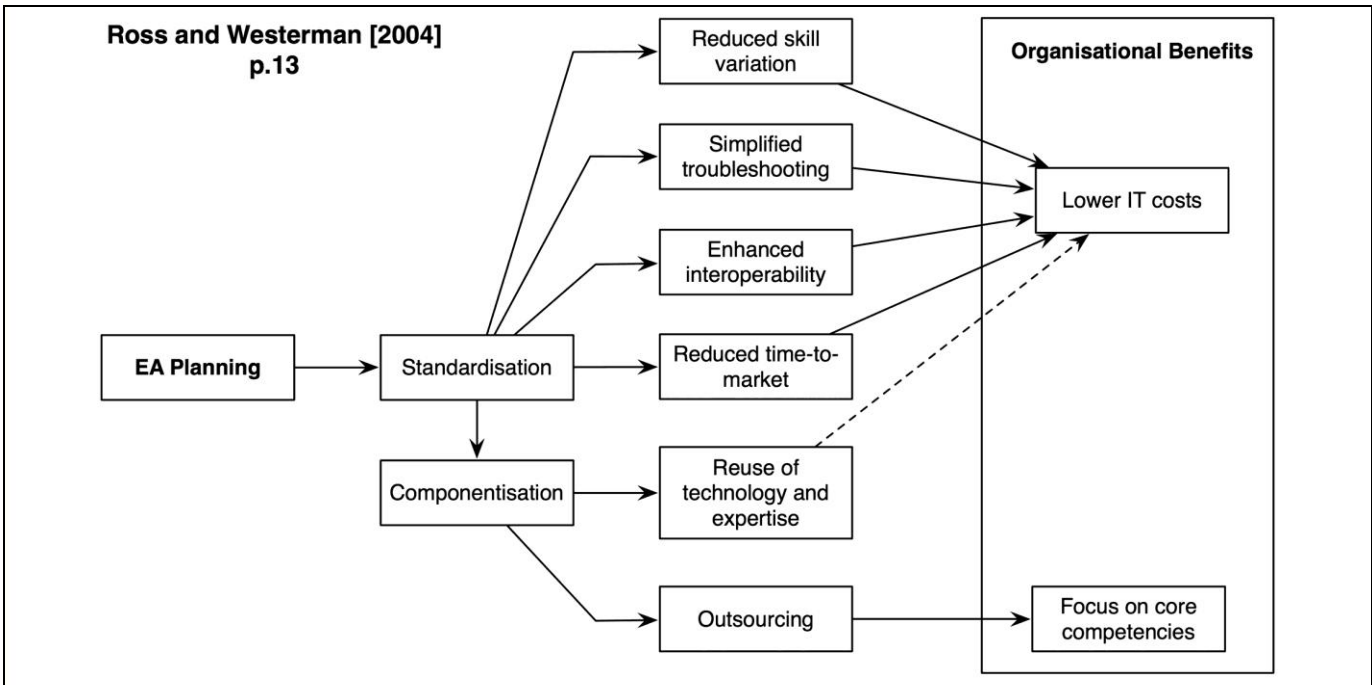 Ross and Westerman [2004]
p.13
Reduced skill
variation
Organisational Benefits
Simplified
troubleshooting
Lower IT costs
Enhanced
interoperability
EA Planning
Standardisation
Reduced time-to-
market
Componentisation
Reuse of
technology and
expertise
Outsourcing
Focus on core
competencies